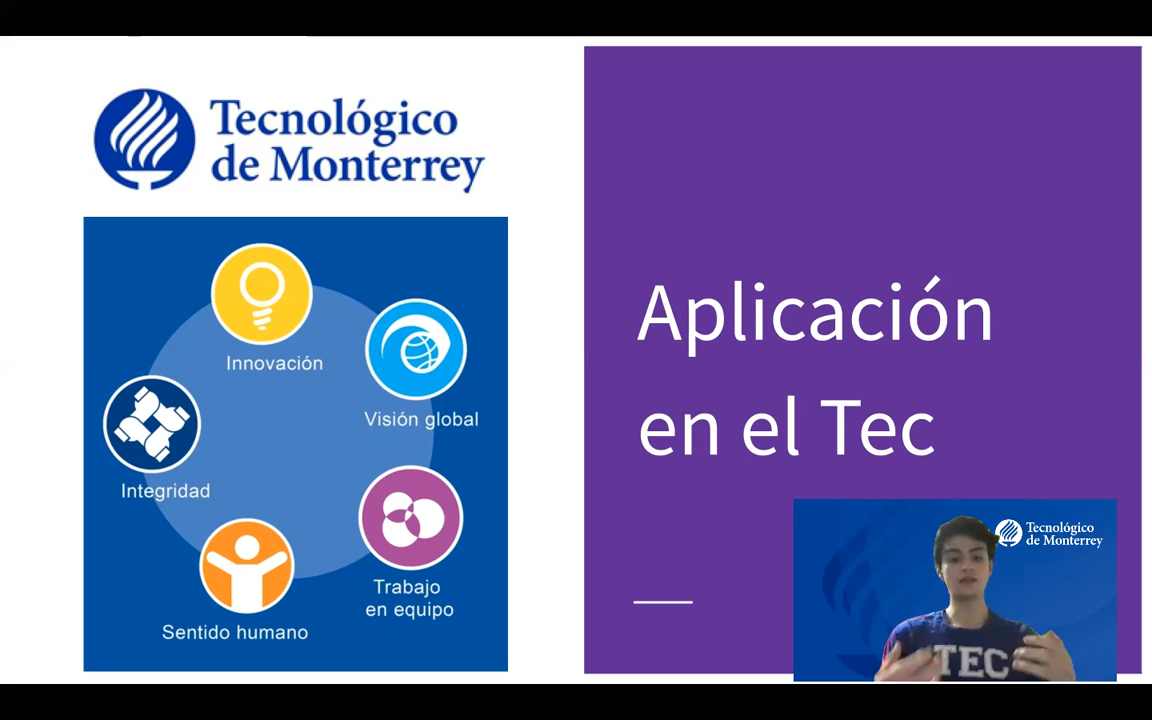 Tecnológico
de Monterrey
Innovación
Visión global
Integridad
Trabajo
en equipo
Sentido humano
Aplicación
en el Tec
Tecnológico
de Monterrey
TEC